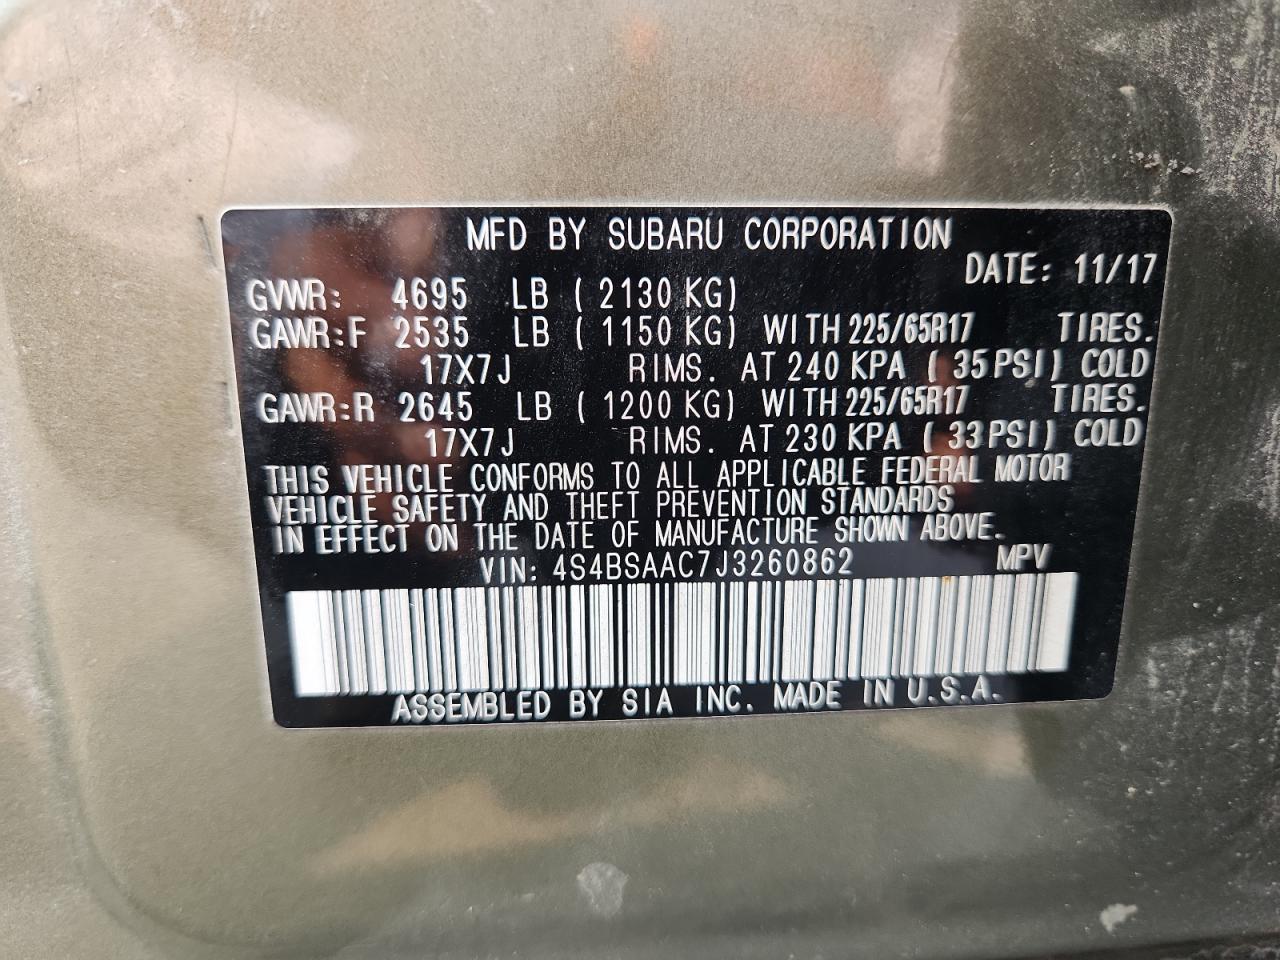 MFD BY SUBARU CORPORATION
DATE: 11/17
GVWR: 4695 LB ( 2130 KG)
GAWR:F 2535 LB ( 1150 KG) WITH 225/65R17 TIRES.
17X7J RIMS. AT 240 KPA ( 35 PSI) COLD
GAWR:R 2645 LB ( 1200 KG) WITH 225/65R17 TIRES.
17X7J RIMS. AT 230 KPA ( 33 PSI) COLD
THIS VEHICLE CONFORMS TO ALL APPLICABLE FEDERAL MOTOR
VEHICLE SAFETY AND THEFT PREVENTION STANDARDS
IN EFFECT ON THE DATE OF MANUFACTURE SHOWN ABOVE.
VIN: 4S4BSAAC7J3260862 MPV
ASSEMBLED BY SIA INC. MADE IN U.S.A.